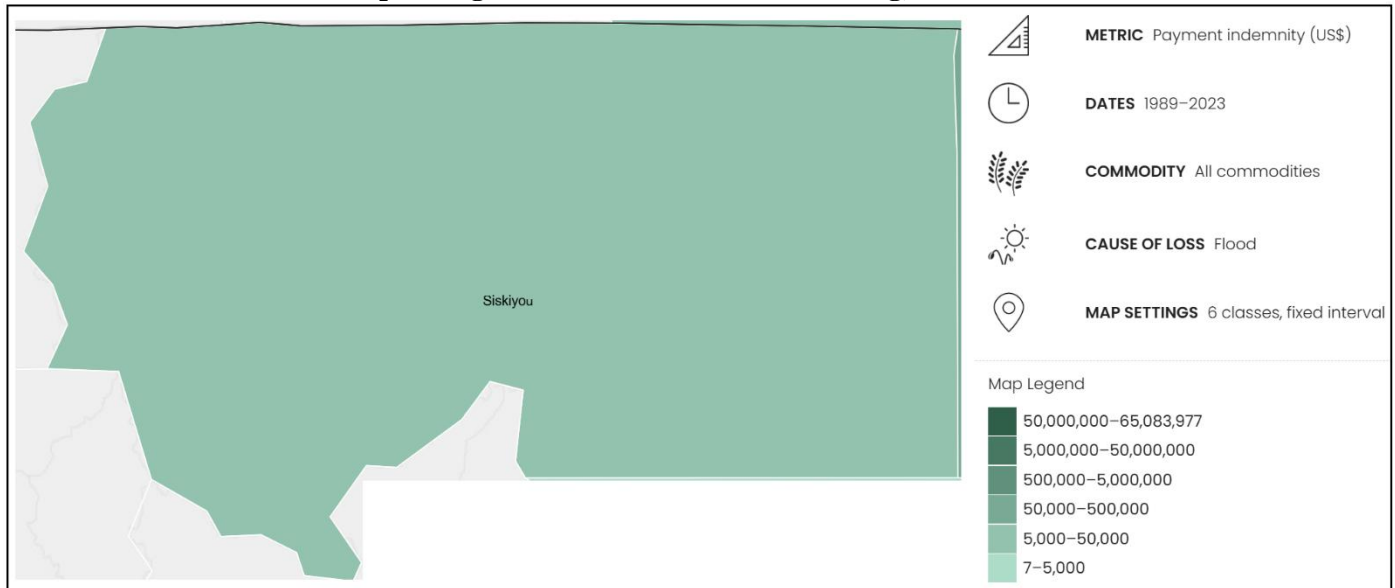 Siskiyou
METRIC Payment indemnity (US$)
DATES 1989–2023
COMMODITY All commodities
CAUSE OF LOSS Flood
MAP SETTINGS 6 classes, fixed interval
Map Legend
50,000,000–65,083,977
5,000,000–50,000,000
500,000–5,000,000
50,000–500,000
5,000–50,000
7–5,000